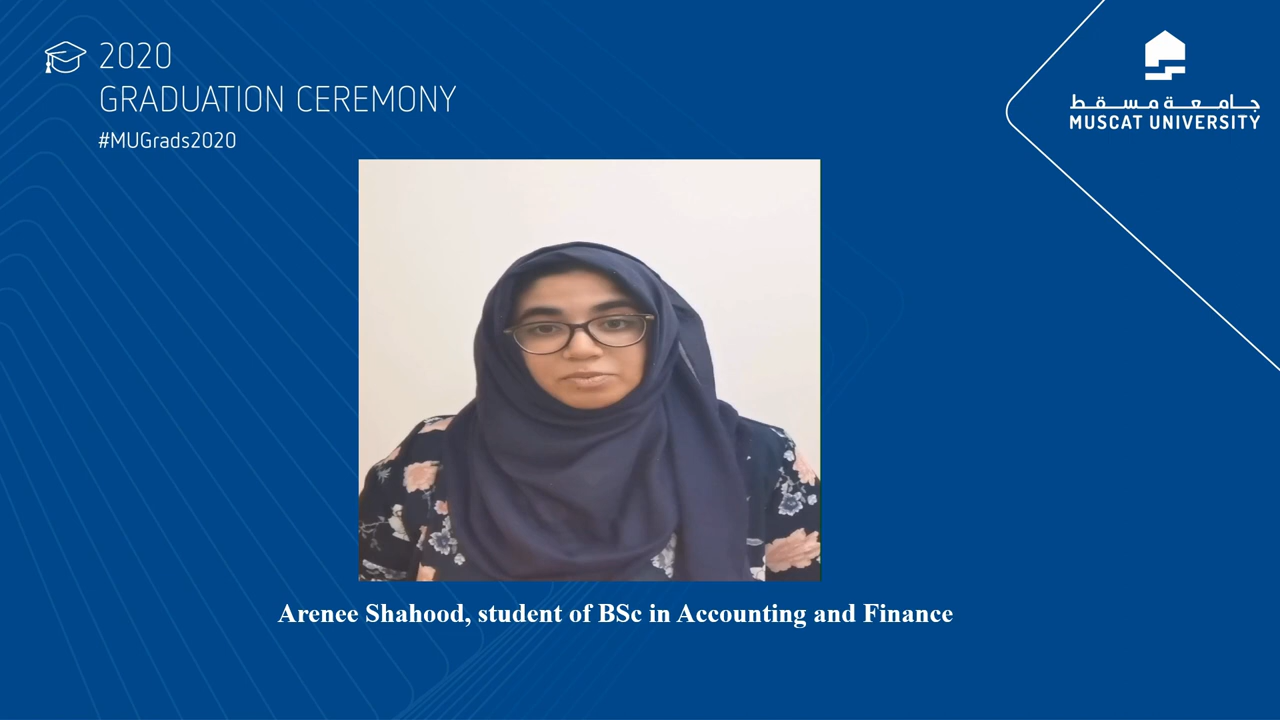 2020
GRADUATION CEREMONY
#MUGrads2020
جامعة مسقط
MUSCAT UNIVERSITY
Arenee Shahood, student of BSc in Accounting and Finance